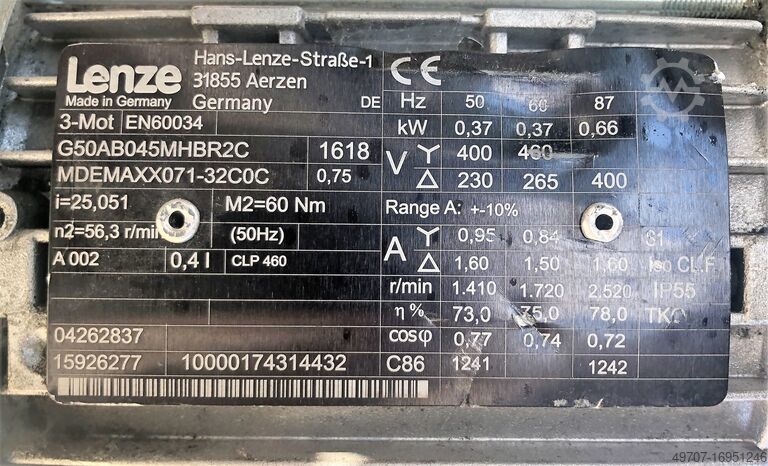 Lenze
Made in Germany
Hans-Lenze-Straße-1
31855 Aerzen
Germany DE
3-Mot EN60034
G50AB045MHBR2C 1618
MDEMAXX071-32C0C 0,75
i=25,051 M2=60 Nm
n2=56,3 r/min (50Hz)
A 002 0,4 l CLP 460
04262837
15926277 10000174314432
CE
Hz 50 60 87
kW 0,37 0,37 0,66
V Y 400 460
Δ 230 265 400
Range A: +-10%
A Y 0,95 0,84 S1
Δ 1,60 1,50 1,60 Iso CL.F
r/min 1.410 1.720 2.520 IP55
η % 73,0 75,0 78,0 TKO
cosφ 0,77 0,74 0,72
C86 1241 1242
49707-16951246